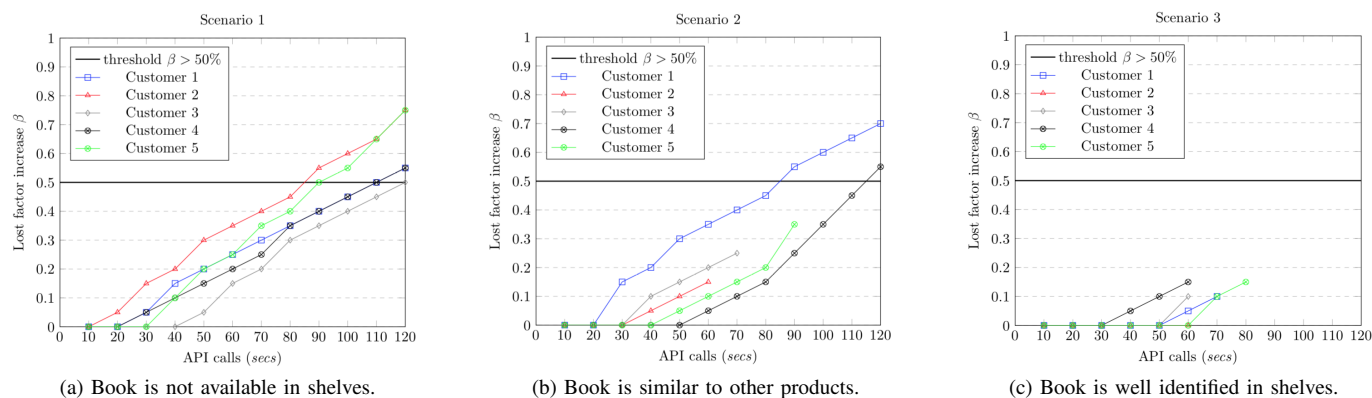 Scenario 1
1
0.9
0.8
0.7
0.6
0.5
0.4
0.3
0.2
0.1
0
Lost factor increase β
threshold β > 50%
Customer 1
Customer 2
Customer 3
Customer 4
Customer 5
0 10 20 30 40 50 60 70 80 90 100 110 120
API calls (secs)
(a) Book is not available in shelves.
Scenario 2
1
0.9
0.8
0.7
0.6
0.5
0.4
0.3
0.2
0.1
0
Lost factor increase β
threshold β > 50%
Customer 1
Customer 2
Customer 3
Customer 4
Customer 5
0 10 20 30 40 50 60 70 80 90 100 110 120
API calls (secs)
(b) Book is similar to other products.
Scenario 3
1
0.9
0.8
0.7
0.6
0.5
0.4
0.3
0.2
0.1
0
Lost factor increase β
threshold β > 50%
Customer 1
Customer 2
Customer 3
Customer 4
Customer 5
0 10 20 30 40 50 60 70 80 90 100 110 120
API calls (secs)
(c) Book is well identified in shelves.